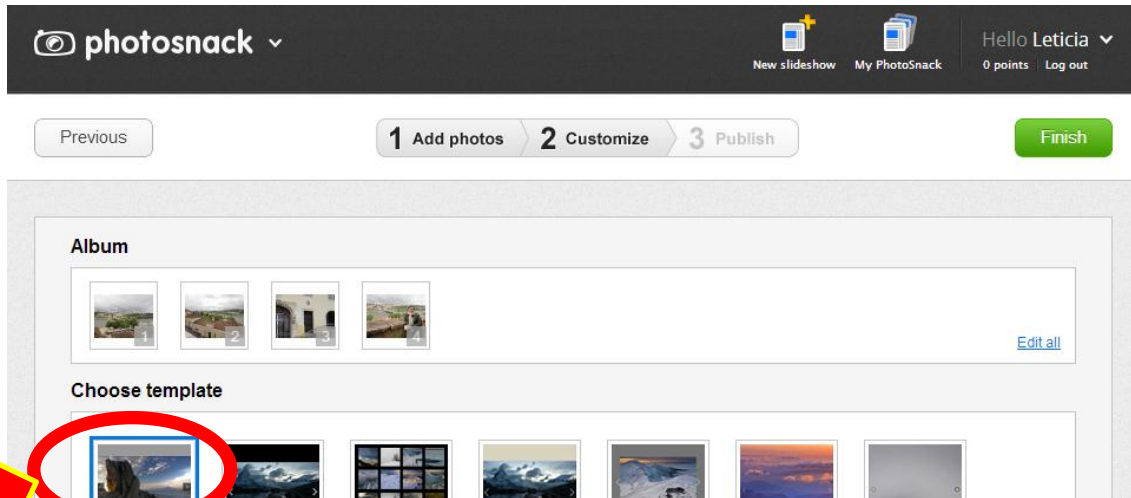 photosnack
New slideshow
My PhotoSnack
Hello Leticia
0 points Log out
Previous
1 Add photos
2 Customize
3 Publish
Finish
Album
1
2
3
4
Edit all
Choose template